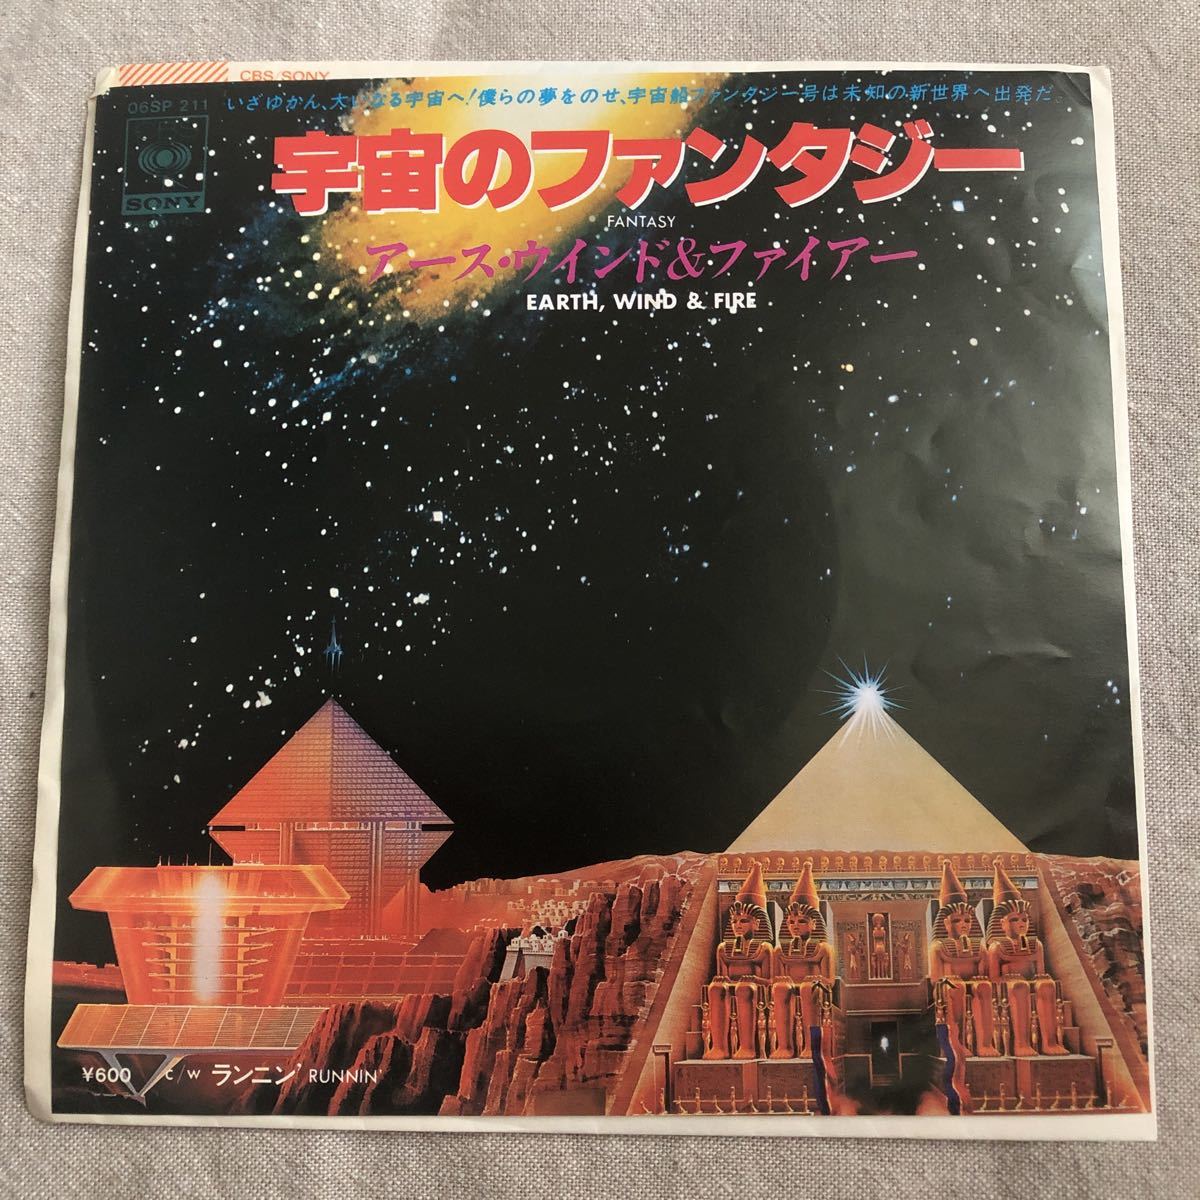 CBS/SONY
06SP 211
いざゆかん、大いなる宇宙へ！僕らの夢をのせ、宇宙船ファンタジー号は未知の新世界へ出発だ
SONY
宇宙のファンタジー
FANTASY
アース・ウインド&ファイアー
EARTH, WIND & FIRE
¥600 c/w ランニン' RUNNIN'